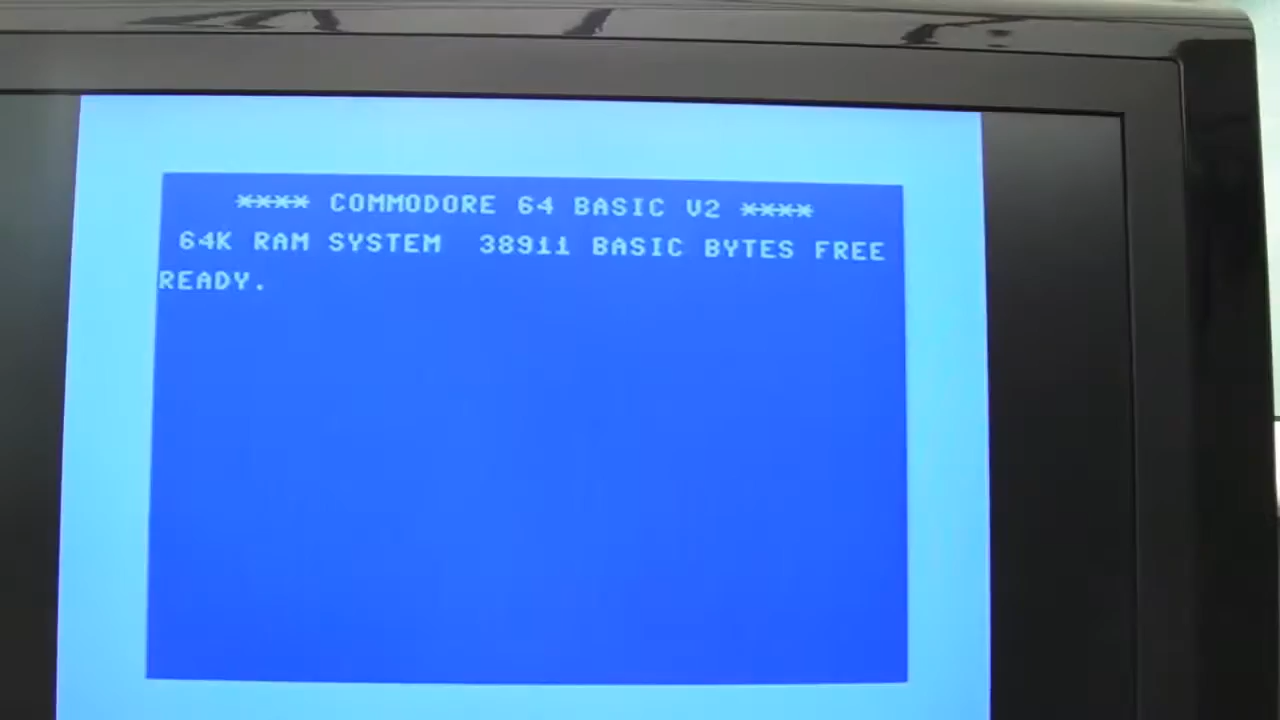 **** COMMODORE 64 BASIC V2 ****
64K RAM SYSTEM  38911 BASIC BYTES FREE
READY.